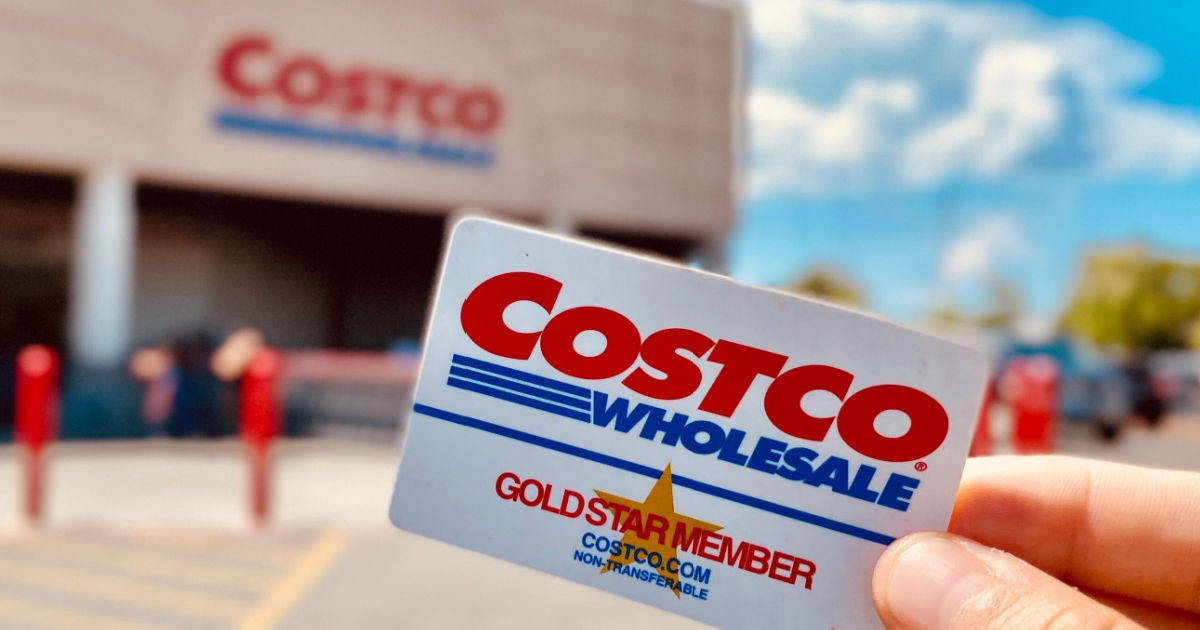 COSTCO
COSTCO
WHOLESALE
GOLD STAR MEMBER
COSTCO.COM
NON-TRANSFERABLE